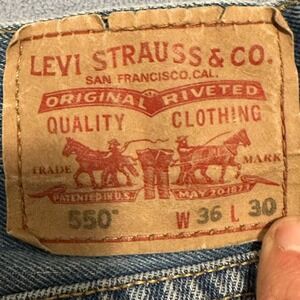 LEVI STRAUSS & CO.
SAN FRANCISCO, CAL.
ORIGINAL RIVETED
QUALITY CLOTHING
TRADE MARK
PATENTED IN U.S. MAY 20 1873
550™ W 36 L 30